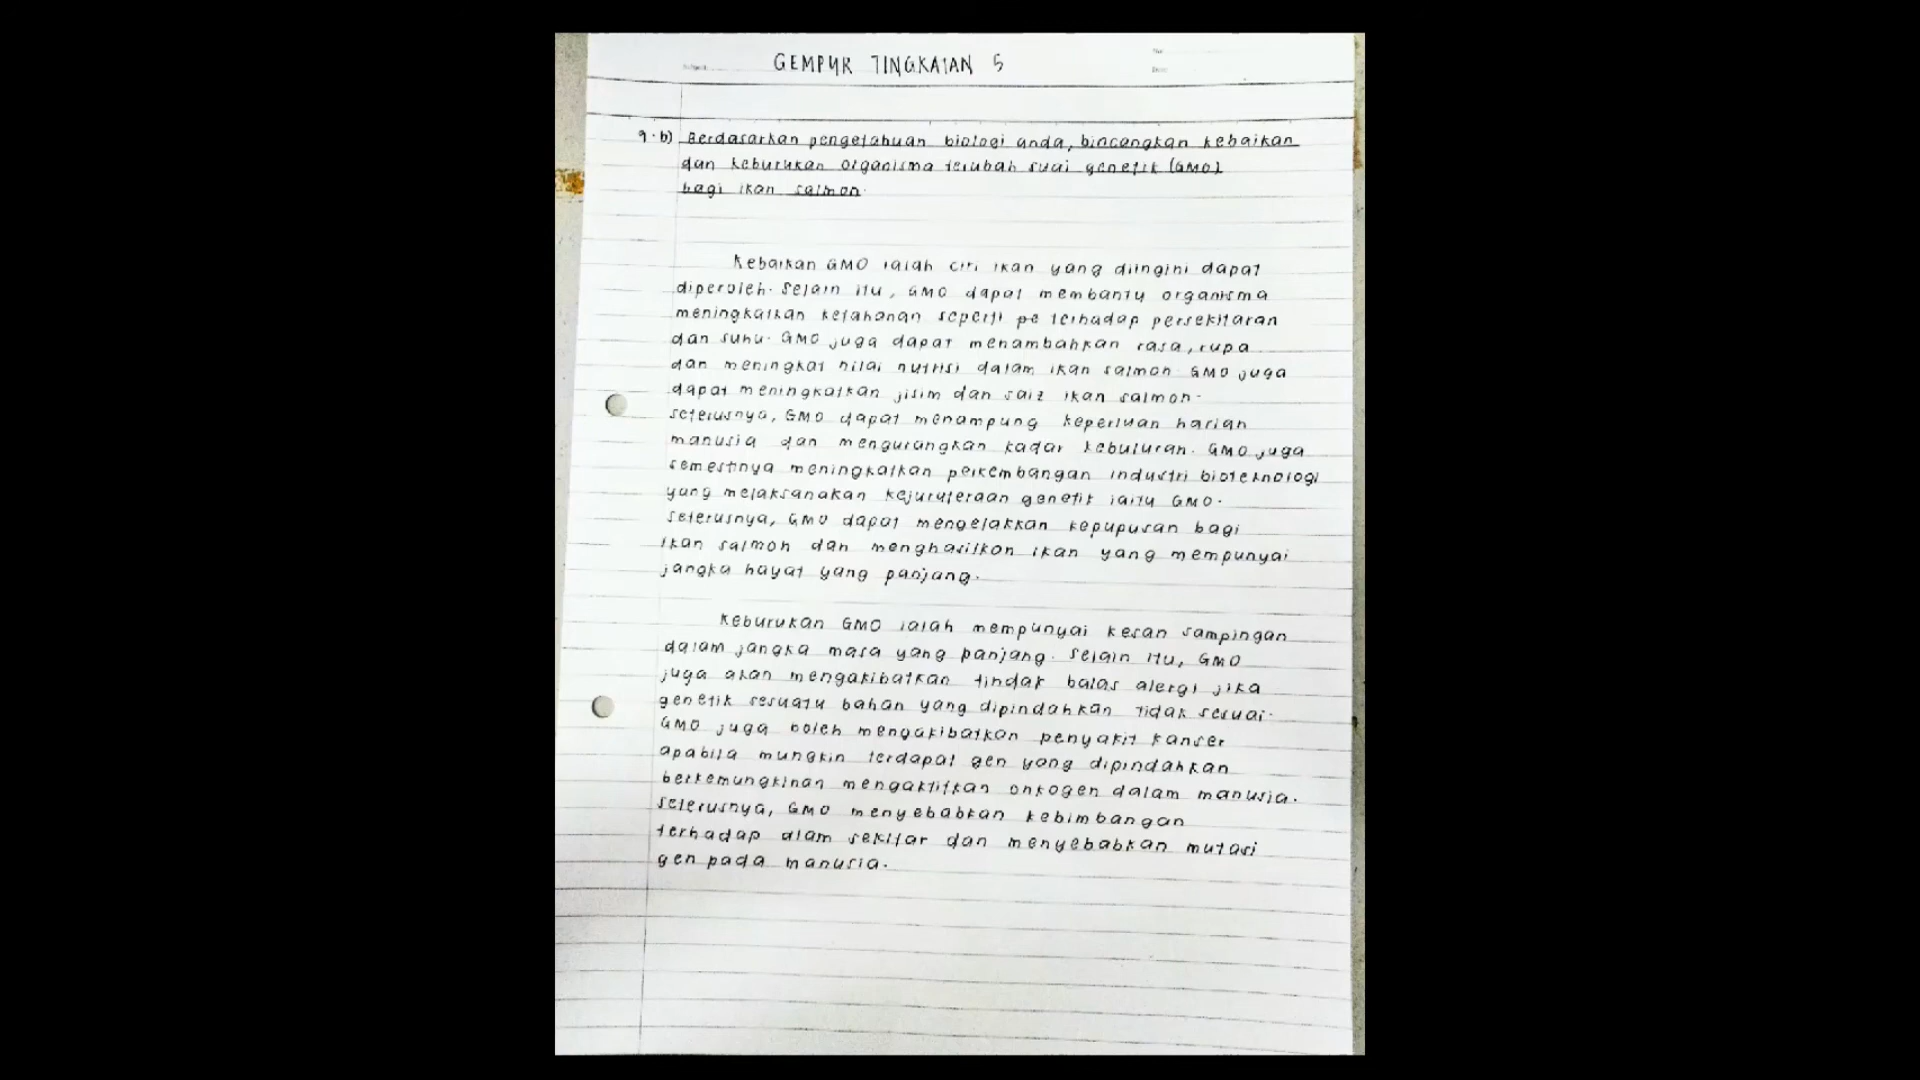 GEMPUR TINGKATAN 5
9.b) Berdasarkan pengetahuan biologi anda, bincangkan kebaikan
dan keburukan organisma terubah suai genetik (GMO)
bagi ikan salmon.
Kebaikan GMO ialah ciri ikan yang diingini dapat
diperoleh. Selain itu, GMO dapat membantu organisma
meningkatkan ketahanan seperti pe terhadap persekitaran
dan suhu. GMO juga dapat menambahkan rasa, rupa
dan meningkat nilai nutrisi dalam ikan salmon. GMO juga
dapat meningkatkan jisim dan saiz ikan salmon.
Seterusnya, GMO dapat menampung keperluan harian
manusia dan mengurangkan kadar kebuluran. GMO juga
semestinya meningkatkan perkembangan industri bioteknologi
yang melaksanakan kejuruteraan genetik iaitu GMO.
Seterusnya, GMO dapat mengelakkan kepupusan bagi
ikan salmon dan menghasilkan ikan yang mempunyai
jangka hayat yang panjang.
Keburukan GMO ialah mempunyai kesan sampingan
dalam jangka masa yang panjang. Selain itu, GMO
juga akan mengakibatkan tindak balas alergi jika
genetik sesuatu bahan yang dipindahkan tidak sesuai.
GMO juga boleh mengakibatkan penyakit kanser
apabila mungkin terdapat gen yang dipindahkan
berkemungkinan mengaktifkan onkogen dalam manusia.
Seterusnya, GMO menyebabkan kebimbangan
terhadap alam sekitar dan menyebabkan mutasi
gen pada manusia.